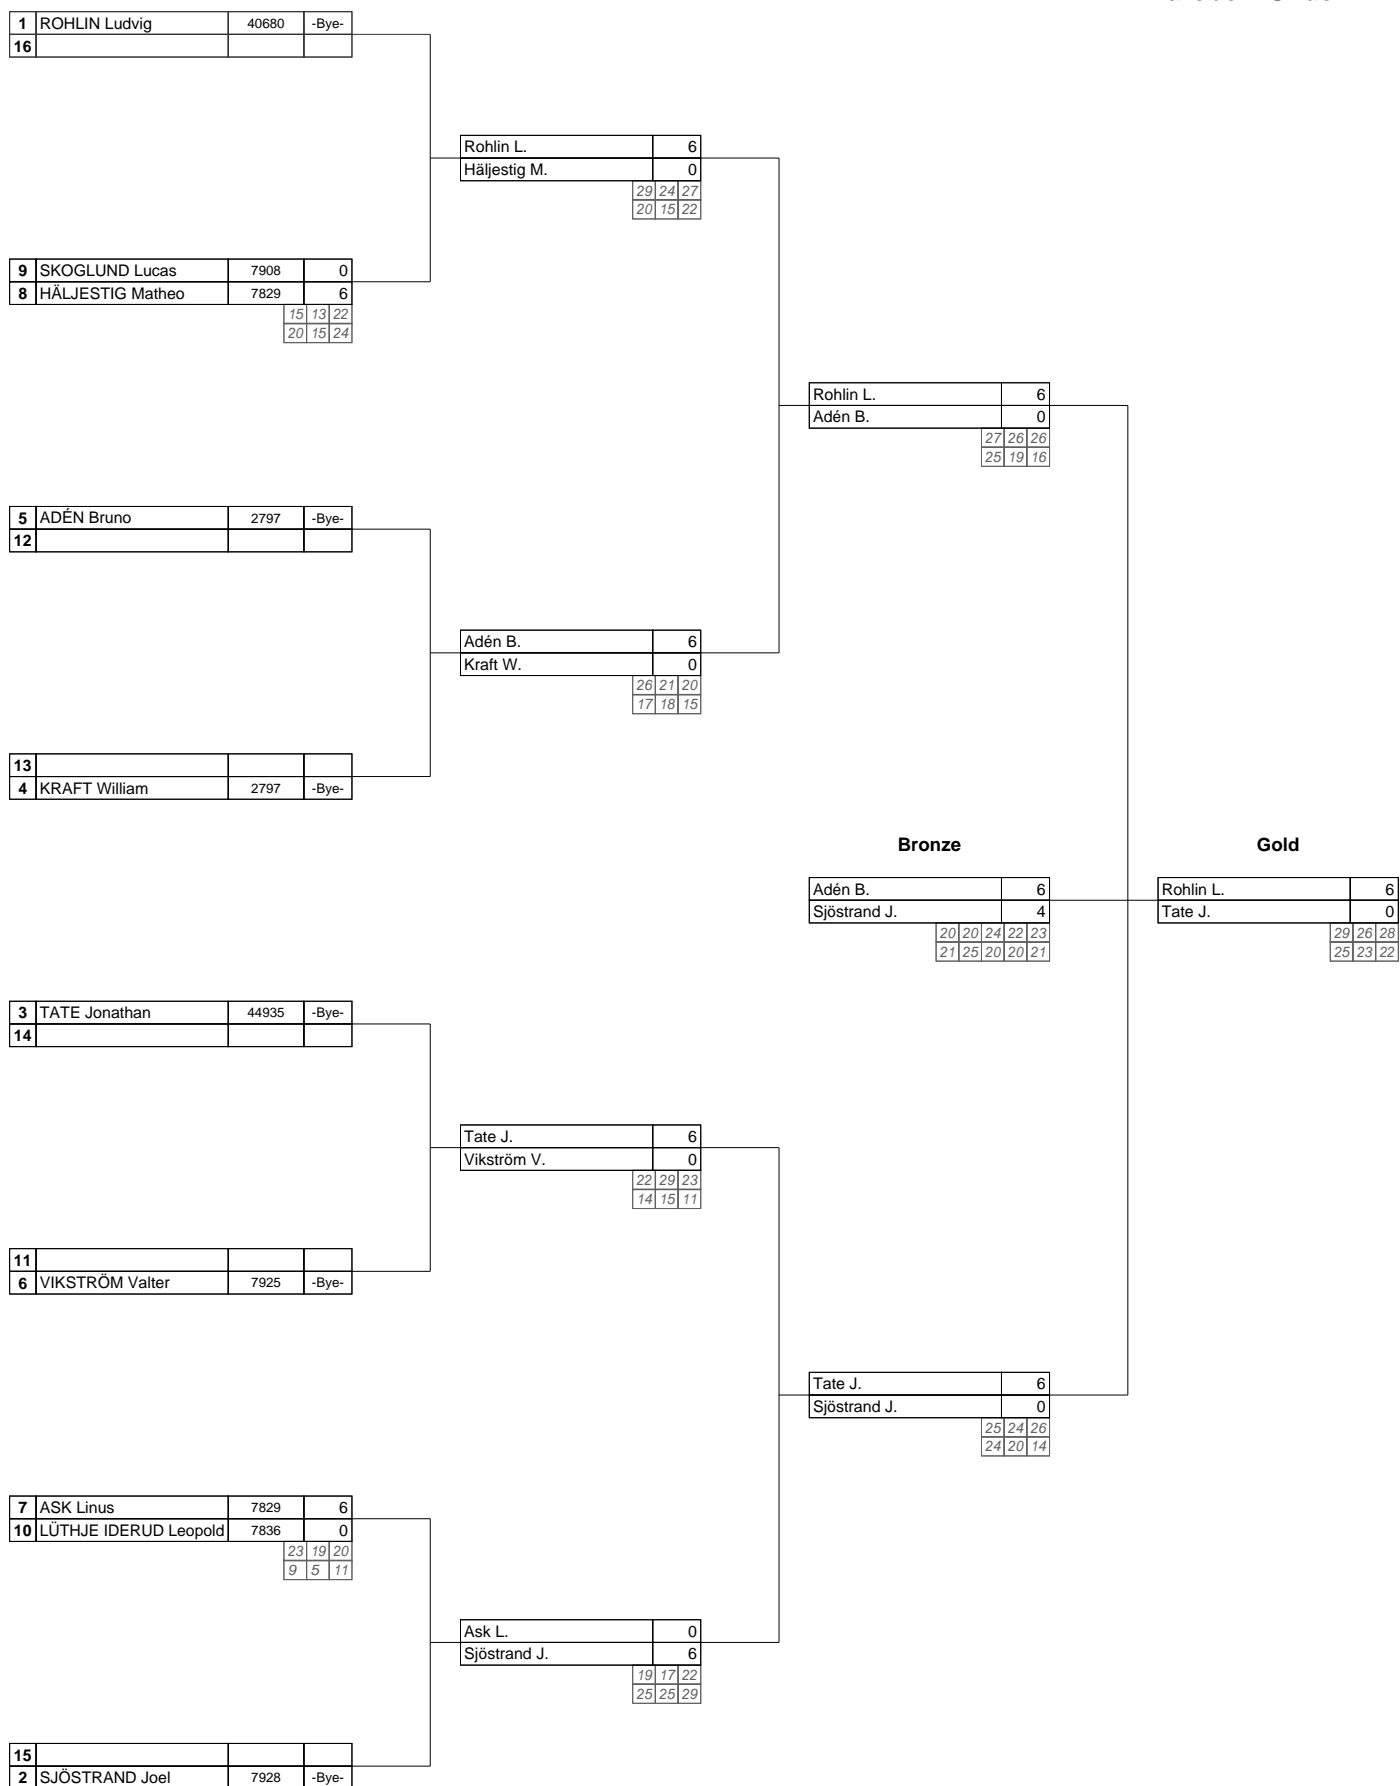 1 ROHLIN Ludvig 40680 -Bye-
16
Rohlin L. 6
Häljestig M. 0
29 24 27
20 15 22
9 SKOGLUND Lucas 7908 0
8 HÄLJESTIG Matheo 7829 6
15 13 22
20 15 24
Rohlin L. 6
Adén B. 0
27 26 26
25 19 16
5 ADÉN Bruno 2797 -Bye-
12
Adén B. 6
Kraft W. 0
26 21 20
17 18 15
13
4 KRAFT William 2797 -Bye-
Bronze
Gold
Adén B. 6
Sjöstrand J. 4
20 20 24 22 23
21 25 20 20 21
Rohlin L. 6
Tate J. 0
29 26 28
25 23 22
3 TATE Jonathan 44935 -Bye-
14
Tate J. 6
Vikström V. 0
22 29 23
14 15 11
11
6 VIKSTRÖM Valter 7925 -Bye-
Tate J. 6
Sjöstrand J. 0
25 24 26
24 20 14
7 ASK Linus 7829 6
10 LÜTHJE IDERUD Leopold 7836 0
23 19 20
9 5 11
Ask L. 0
Sjöstrand J. 6
19 17 22
25 25 29
15
2 SJÖSTRAND Joel 7928 -Bye-